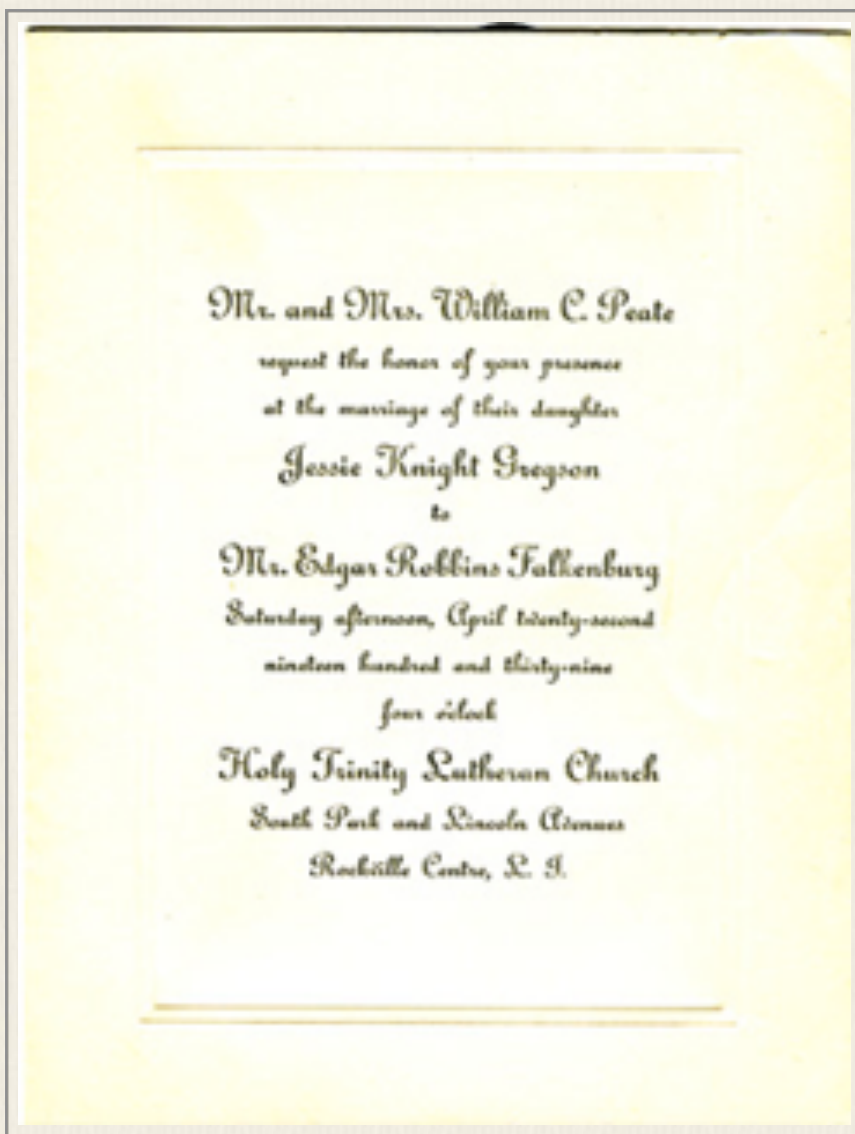 Mr. and Mrs. William C. Peate
request the honor of your presence
at the marriage of their daughter
Jessie Knight Gregson
to
Mr. Edgar Robbins Falkenburg
Saturday afternoon, April twenty-second
nineteen hundred and thirty-nine
four o'clock
Holy Trinity Lutheran Church
South Park and Lincoln Avenues
Rockville Centre, L. I.